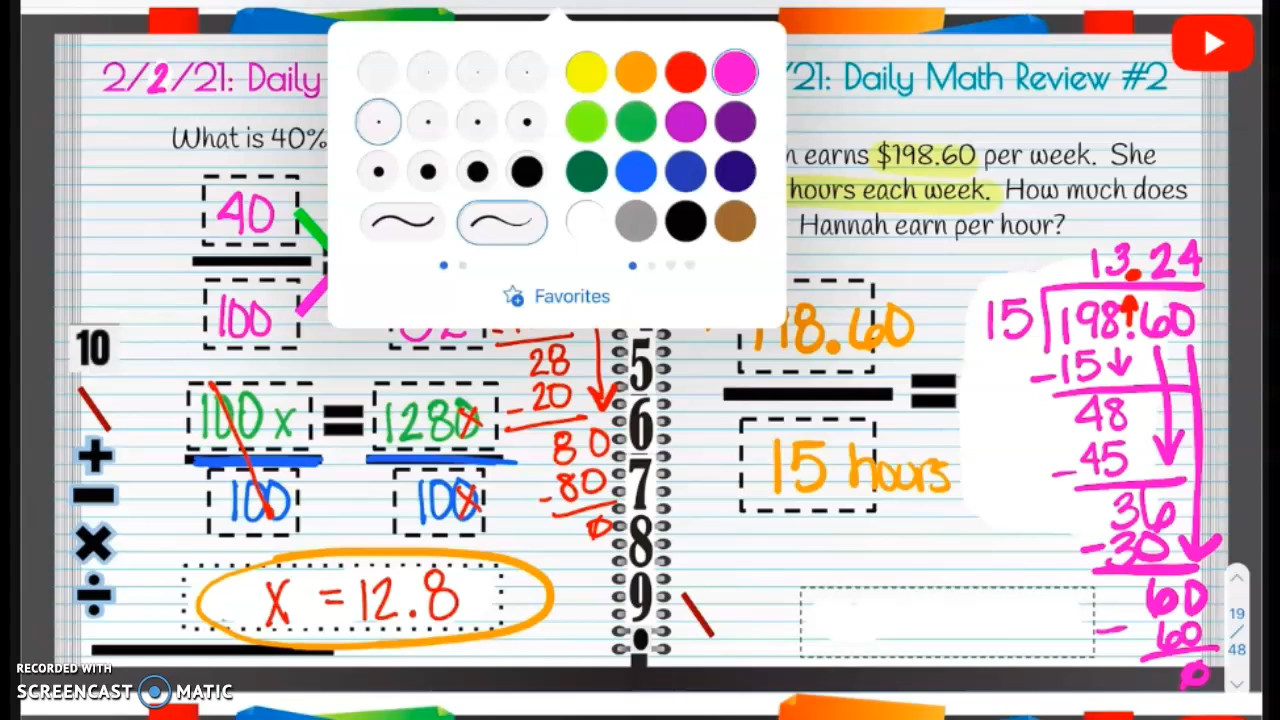 2/2/21: Daily
What is 40%
40
100
10
28
- 20
80
- 80
0
100 x = 1280
100
100
x = 12.8
5
6
7
8
9
Favorites
/21: Daily Math Review #2
n earns $198.60 per week. She
hours each week. How much does
Hannah earn per hour?
13.24
15 198.60
- 15
48
- 45
36
- 30
60
- 60
0
15 hours
=
+
19
/
48
RECORDED WITH
SCREENCAST MATIC